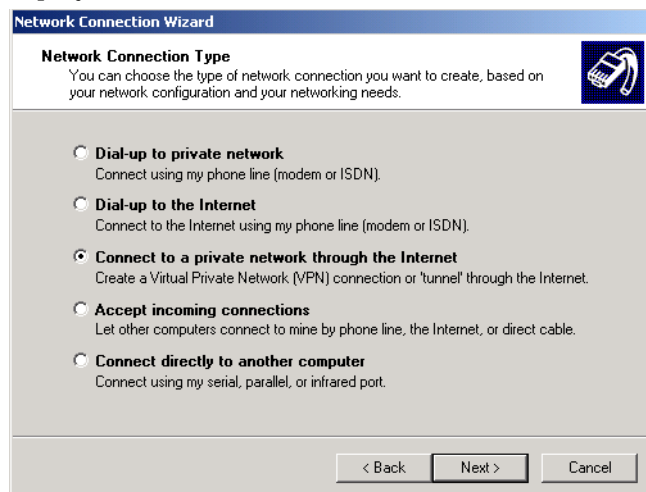 Network Connection Wizard
Network Connection Type
You can choose the type of network connection you want to create, based on
your network configuration and your networking needs.
Dial-up to private network
Connect using my phone line (modem or ISDN).
Dial-up to the Internet
Connect to the Internet using my phone line (modem or ISDN).
Connect to a private network through the Internet
Create a Virtual Private Network (VPN) connection or 'tunnel' through the Internet.
Accept incoming connections
Let other computers connect to mine by phone line, the Internet, or direct cable.
Connect directly to another computer
Connect using my serial, parallel, or infrared port.
< Back Next > Cancel